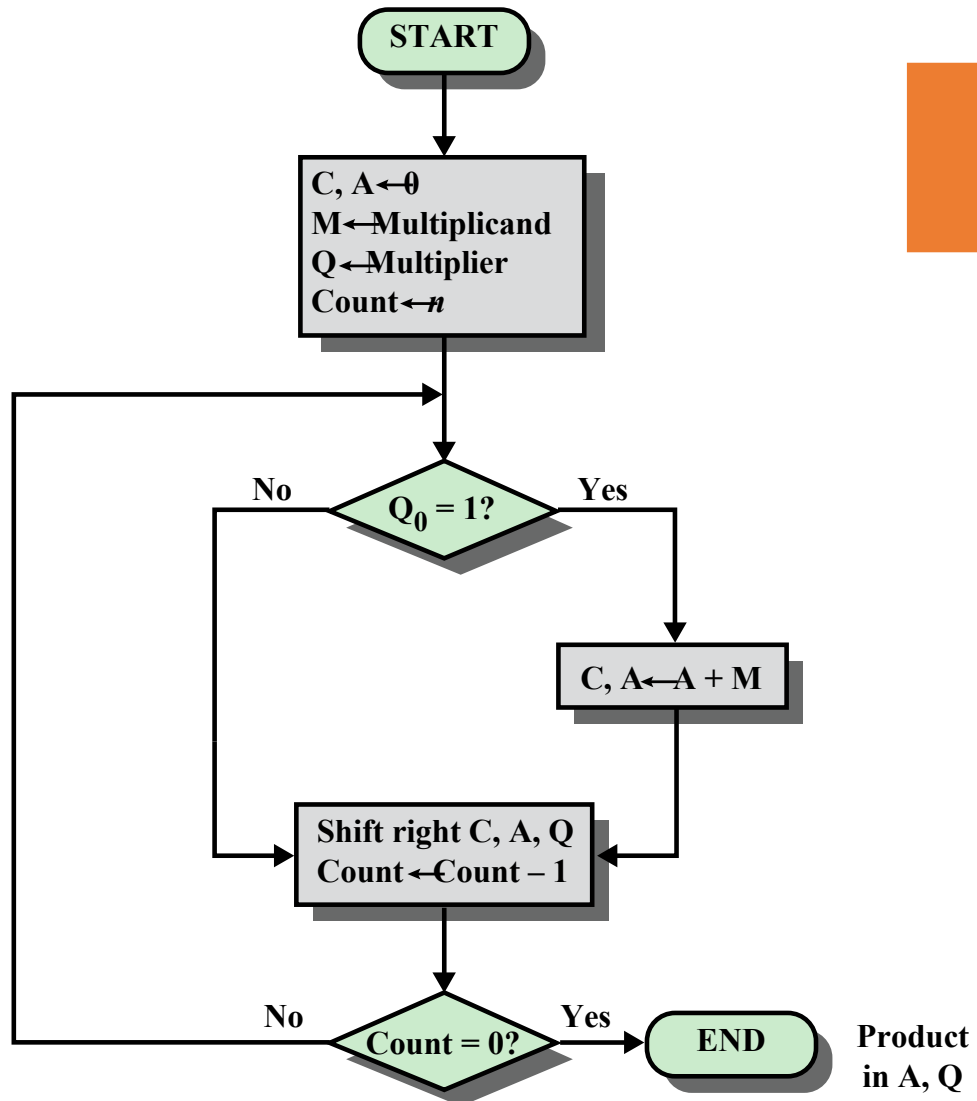 START
C, A ← 0
M ← Multiplicand
Q ← Multiplier
Count ← n
No
Yes
Q₀ = 1?
C, A ← A + M
Shift right C, A, Q
Count ← Count – 1
No
Yes
Count = 0?
END
Product
in A, Q